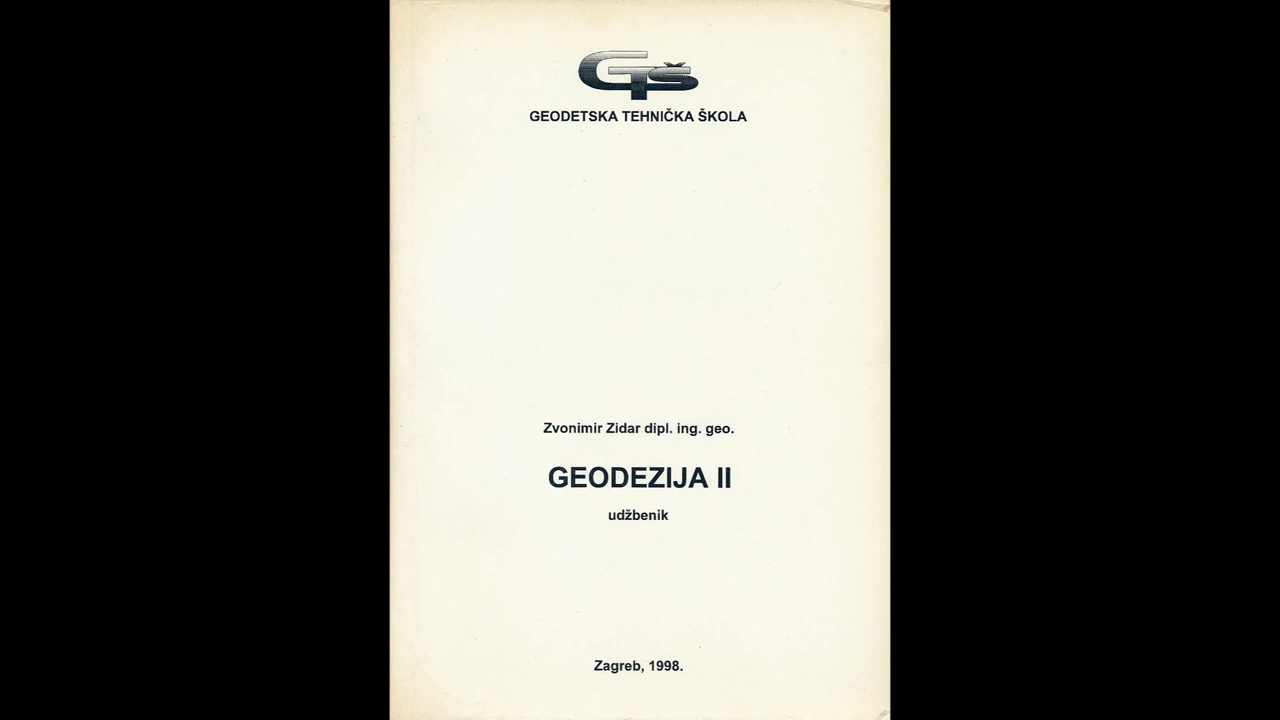 GTŠ
GEODETSKA TEHNIČKA ŠKOLA
Zvonimir Zidar dipl. ing. geo.
GEODEZIJA II
udžbenik
Zagreb, 1998.